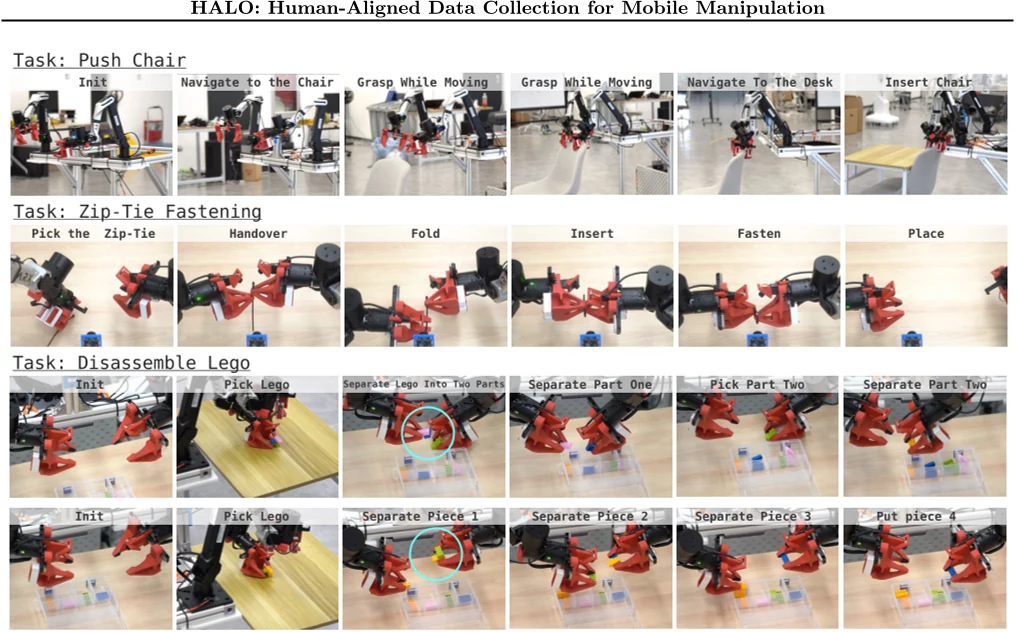 HALO: Human-Aligned Data Collection for Mobile Manipulation
Task: Push Chair
Init
Navigate to the Chair
Grasp While Moving
Grasp While Moving
Navigate To The Desk
Insert Chair
Task: Zip-Tie Fastening
Pick the Zip-Tie
Handover
Fold
Insert
Fasten
Place
Task: Disassemble Lego
Init
Pick Lego
Separate Lego Into Two Parts
Separate Part One
Pick Part Two
Separate Part Two
Init
Pick Lego
Separate Piece 1
Separate Piece 2
Separate Piece 3
Put piece 4